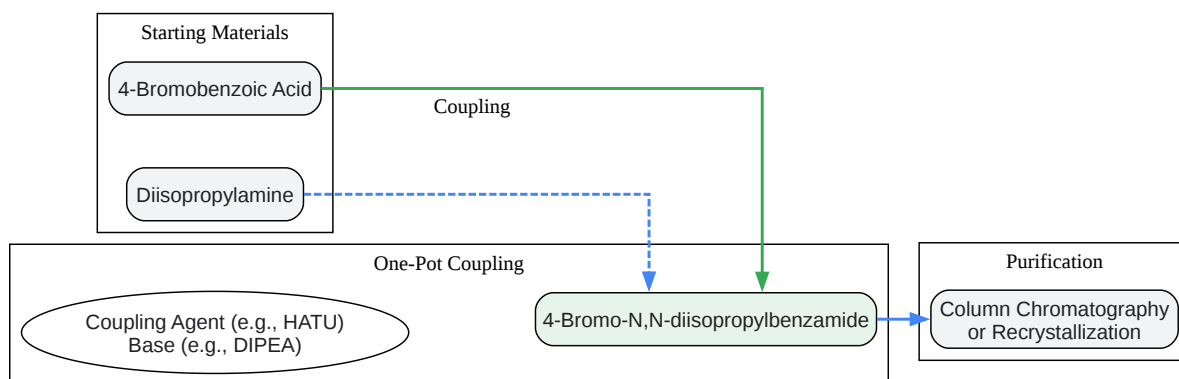 Starting Materials
4-Bromobenzoic Acid
Coupling
Diisopropylamine
One-Pot Coupling
Coupling Agent (e.g., HATU)
Base (e.g., DIPEA)
4-Bromo-N,N-diisopropylbenzamide
Purification
Column Chromatography
or Recrystallization